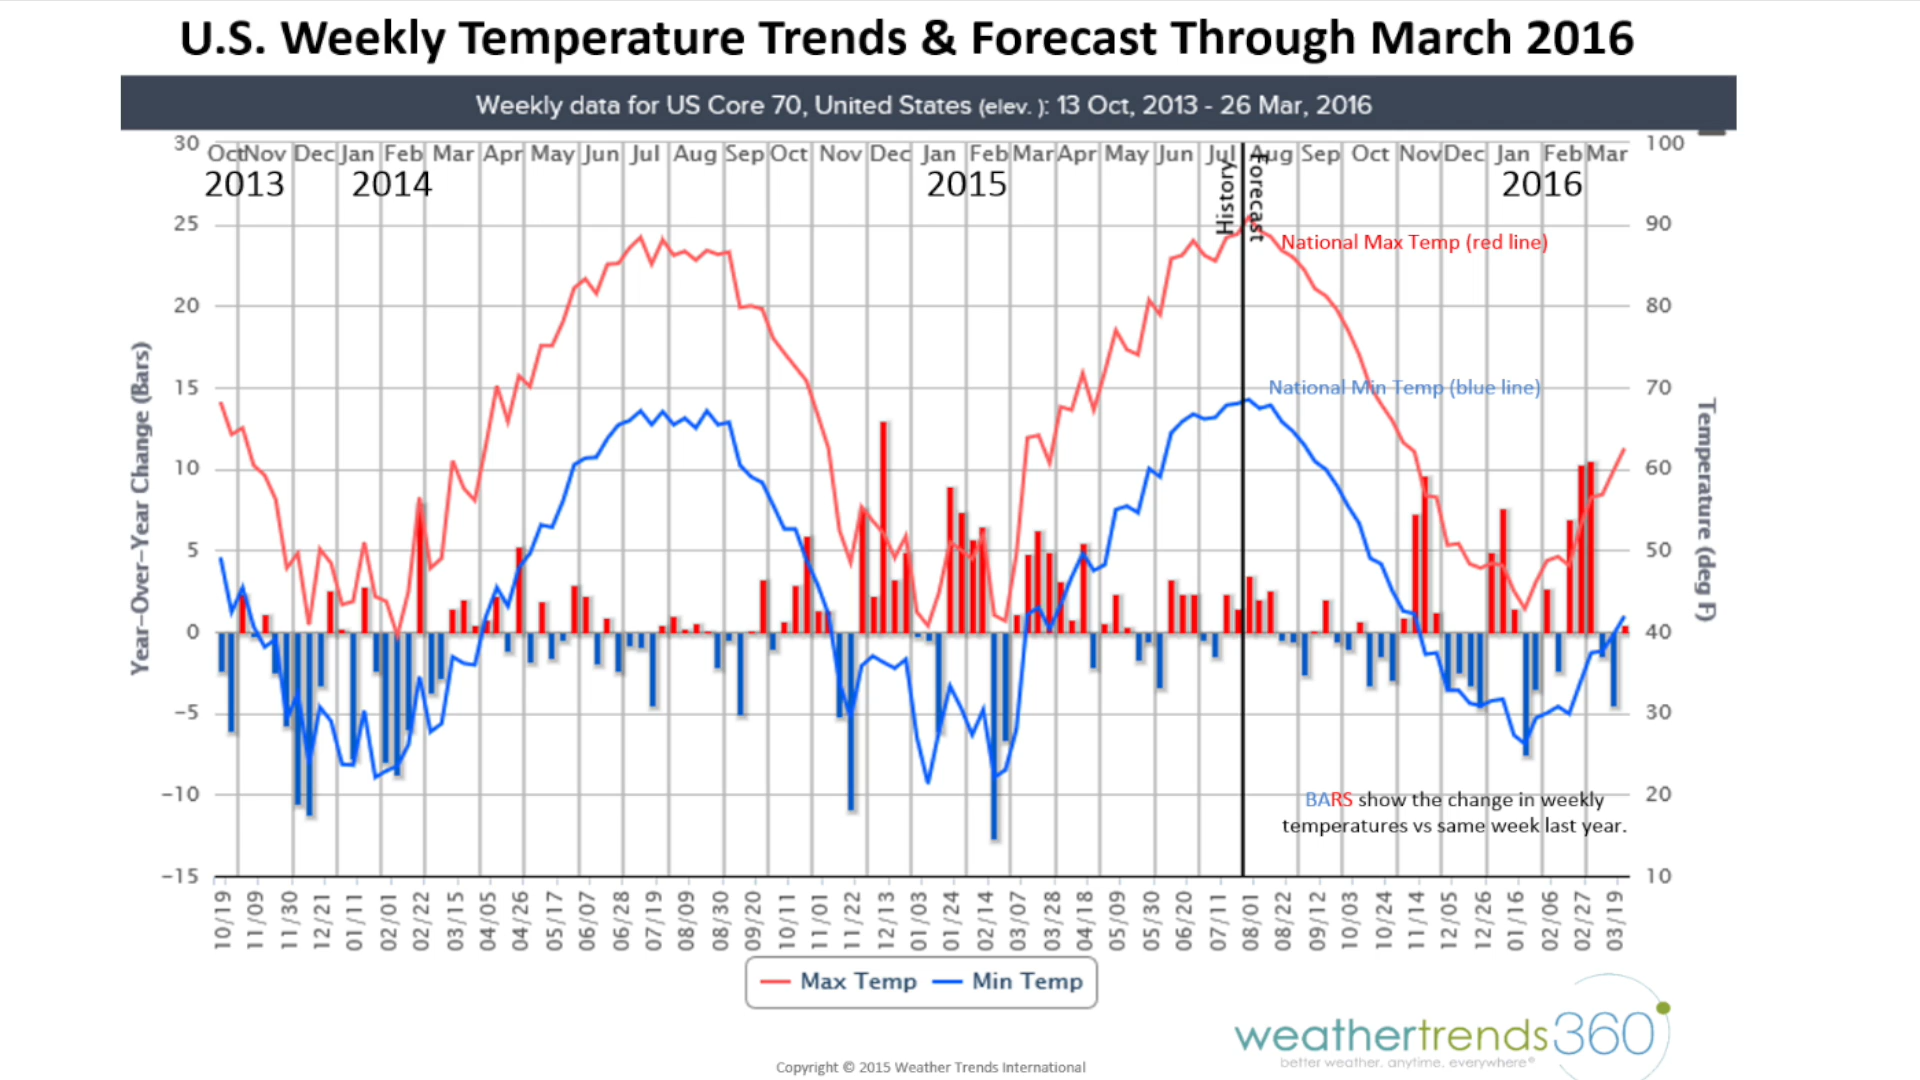 U.S. Weekly Temperature Trends & Forecast Through March 2016
Weekly data for US Core 70, United States (elev. ): 13 Oct, 2013 - 26 Mar, 2016
30 Oct Nov Dec Jan Feb Mar Apr May Jun Jul Aug Sep Oct Nov Dec Jan Feb Mar Apr May Jun Jul Aug Sep Oct Nov Dec Jan Feb Mar 100
2013 2014 2015 2016
History
Forecast
25 90
National Max Temp (red line)
20 80
15 70
National Min Temp (blue line)
10 60
5 50
0 40
−5 30
−10 20
BARS show the change in weekly
temperatures vs same week last year.
−15 10
Year−Over−Year Change (Bars)
Temperature (deg F)
10/19 11/09 11/30 12/21 01/11 02/01 02/22 03/15 04/05 04/26 05/17 06/07 06/28 07/19 08/09 08/30 09/20 10/11 11/01 11/22 12/13 01/03 01/24 02/14 03/07 03/28 04/18 05/09 05/30 06/20 07/11 08/01 08/22 09/12 10/03 10/24 11/14 12/05 12/26 01/16 02/06 02/27 03/19
Max Temp Min Temp
weathertrends360
better weather. anytime, everywhere®
Copyright © 2015 Weather Trends International